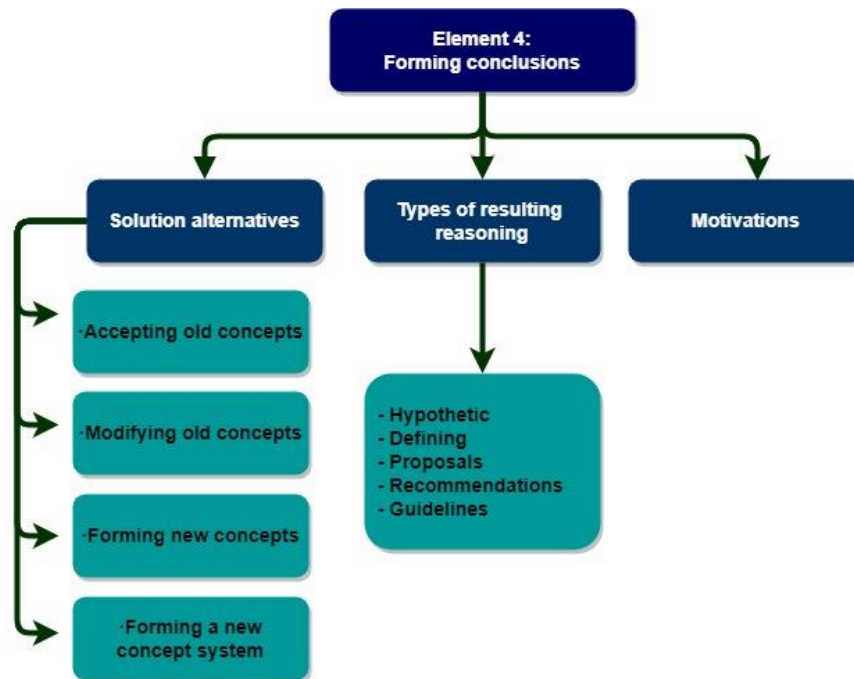 Element 4:
Forming conclusions
Solution alternatives
Types of resulting
reasoning
Motivations
·Accepting old concepts
·Modifying old concepts
·Forming new concepts
·Forming a new
concept system
- Hypothetic
- Defining
- Proposals
- Recommendations
- Guidelines